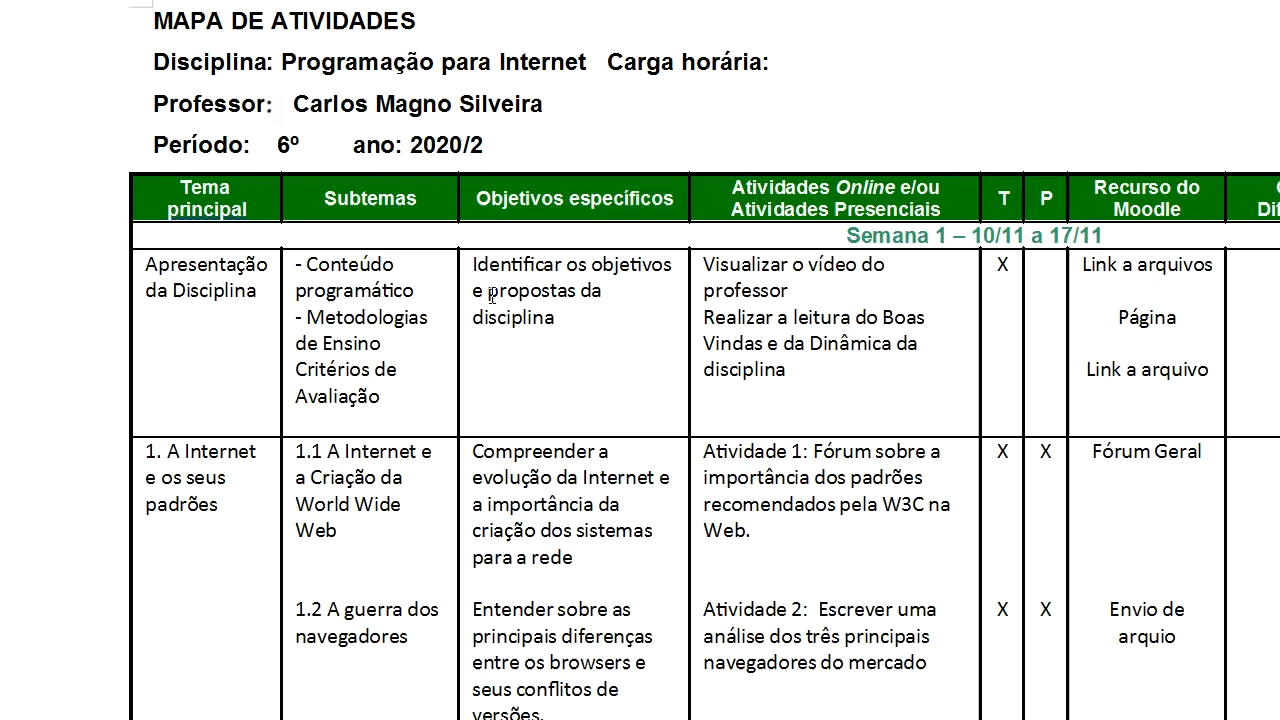 MAPA DE ATIVIDADES
Disciplina: Programação para Internet Carga horária:
Professor: Carlos Magno Silveira
Período: 6º ano: 2020/2
Tema principal
Subtemas
Objetivos específicos
Atividades Online e/ou
Atividades Presenciais
T
P
Recurso do
Moodle
Semana 1 – 10/11 a 17/11
Apresentação
da Disciplina
- Conteúdo
programático
- Metodologias
de Ensino
Critérios de
Avaliação
Identificar os objetivos
e propostas da
disciplina
Visualizar o vídeo do
professor
Realizar a leitura do Boas
Vindas e da Dinâmica da
disciplina
X
Link a arquivos
Página
Link a arquivo
1. A Internet
e os seus
padrões
1.1 A Internet e
a Criação da
World Wide
Web
Compreender a
evolução da Internet e
a importância da
criação dos sistemas
para a rede
Atividade 1: Fórum sobre a
importância dos padrões
recomendados pela W3C na
Web.
X
X
Fórum Geral
1.2 A guerra dos
navegadores
Entender sobre as
principais diferenças
entre os browsers e
seus conflitos de
versões.
Atividade 2: Escrever uma
análise dos três principais
navegadores do mercado
X
X
Envio de
arquio